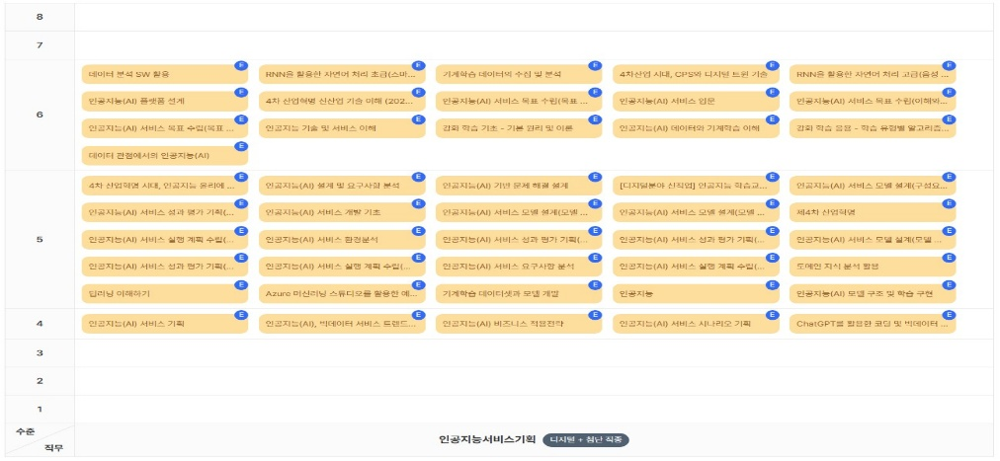 8
7
6
데이터 분석 SW 활용 E
RNN을 활용한 자연어 처리 초급(스마... E
기계학습 데이터의 수집 및 분석 E
4차산업 시대, CPS와 디지털 트윈 기술 E
RNN을 활용한 자연어 처리 고급(음성 ... E
인공지능(AI) 플랫폼 설계 E
4차 산업혁명 신산업 기술 이해 (202... E
인공지능(AI) 서비스 목표 수립(목표 ... E
인공지능(AI) 서비스 입문 E
인공지능(AI) 서비스 목표 수립(이해와... E
인공지능(AI) 서비스 목표 수립(목표 ... E
인공지능 기술 및 서비스 이해 E
강화 학습 기초 - 기본 원리 및 이론 E
인공지능(AI) 데이터와 기계학습 이해 E
강화 학습 응용 - 학습 유형별 알고리즘... E
데이터 관점에서의 인공지능(AI) E
5
4차 산업혁명 시대, 인공지능 윤리에 ... E
인공지능(AI) 설계 및 요구사항 분석 E
인공지능(AI) 기반 문제 해결 설계 E
[디지털분야 신직업] 인공지능 학습교... E
인공지능(AI) 서비스 모델 설계(구성요... E
인공지능(AI) 서비스 성과 평가 기획(... E
인공지능(AI) 서비스 개발 기초 E
인공지능(AI) 서비스 모델 설계(모델 ... E
인공지능(AI) 서비스 모델 설계(모델 ... E
제4차 산업혁명 E
인공지능(AI) 서비스 실행 계획 수립(... E
인공지능(AI) 서비스 환경분석 E
인공지능(AI) 서비스 성과 평가 기획(... E
인공지능(AI) 서비스 성과 평가 기획(... E
인공지능(AI) 서비스 모델 설계(모델 ... E
인공지능(AI) 서비스 성과 평가 기획(... E
인공지능(AI) 서비스 실행 계획 수립(... E
인공지능(AI) 서비스 요구사항 분석 E
인공지능(AI) 서비스 실행 계획 수립(... E
도메인 지식 분석 활용 E
딥러닝 이해하기 E
Azure 머신러닝 스튜디오를 활용한 예... E
기계학습 데이터셋과 모델 개발 E
인공지능 E
인공지능(AI) 모델 구조 및 학습 구현 E
4
인공지능(AI) 서비스 기획 E
인공지능(AI), 빅데이터 서비스 트렌드... E
인공지능(AI) 비즈니스 적용전략 E
인공지능(AI) 서비스 시나리오 기획 E
ChatGPT를 활용한 코딩 및 빅데이터 ... E
3
2
1
수준
직무
인공지능서비스기획 디지털 + 첨단 직종